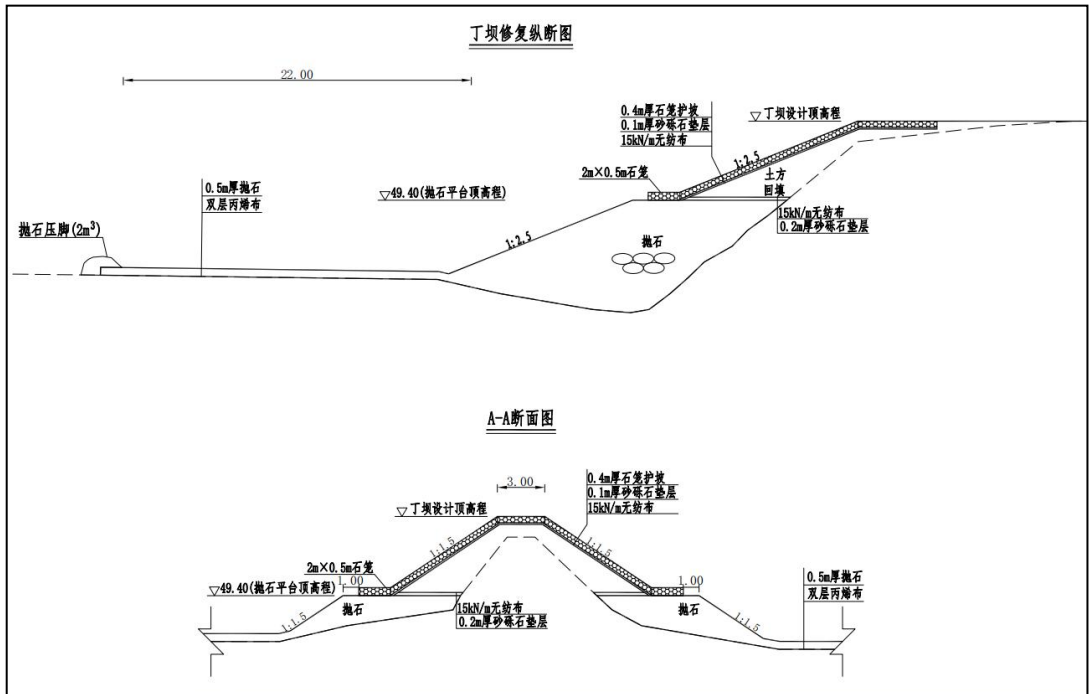 丁坝修复纵断图
22.00
0.4m厚石笼护坡
0.1m厚砂砾石垫层
15kN/m无纺布
▽丁坝设计顶高程
1:2.5
2m×0.5m石笼
土方
回填
0.5m厚抛石
双层丙烯布
▽49.40(抛石平台顶高程)
15kN/m无纺布
0.2m厚砂砾石垫层
抛石压脚(2m³)
1:2.5
抛石
A-A断面图
3.00
0.4m厚石笼护坡
0.1m厚砂砾石垫层
15kN/m无纺布
▽丁坝设计顶高程
1:1.5
1:1.5
2m×0.5m石笼
▽49.40(抛石平台顶高程)
1.00
1.00
0.5m厚抛石
双层丙烯布
抛石
15kN/m无纺布
0.2m厚砂砾石垫层
抛石
1:1.5
1:1.5